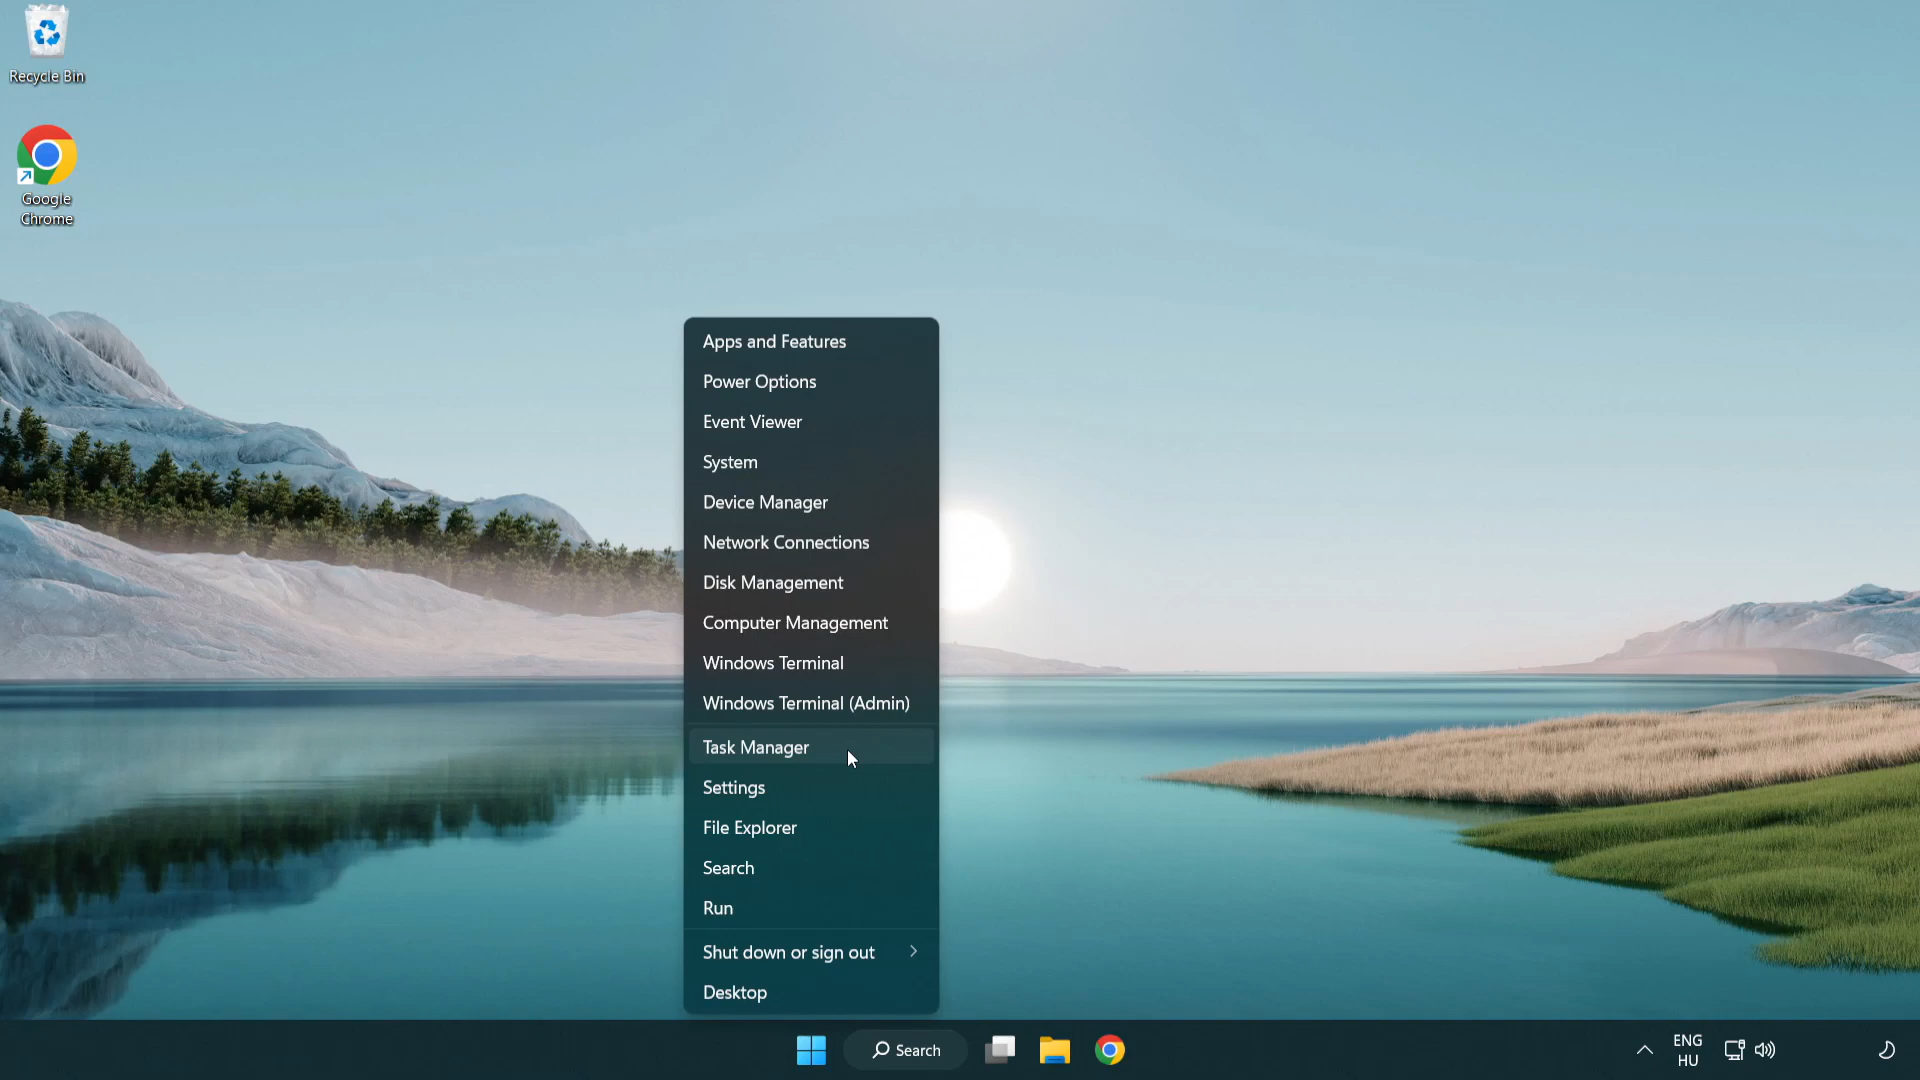 Recycle Bin
Google
Chrome
Apps and Features
Power Options
Event Viewer
System
Device Manager
Network Connections
Disk Management
Computer Management
Windows Terminal
Windows Terminal (Admin)
Task Manager
Settings
File Explorer
Search
Run
Shut down or sign out
Desktop
Search
ENG
HU